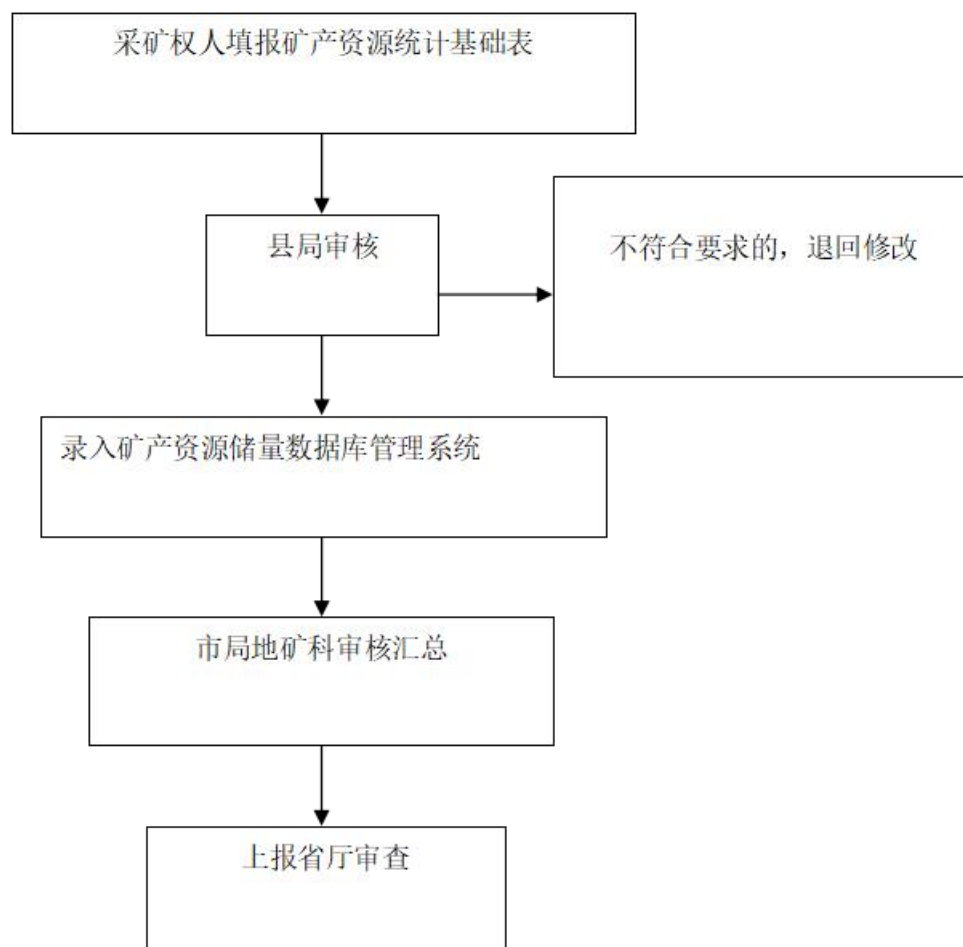 采矿权人填报矿产资源统计基础表
县局审核
不符合要求的，退回修改
录入矿产资源储量数据库管理系统
市局地矿科审核汇总
上报省厅审查